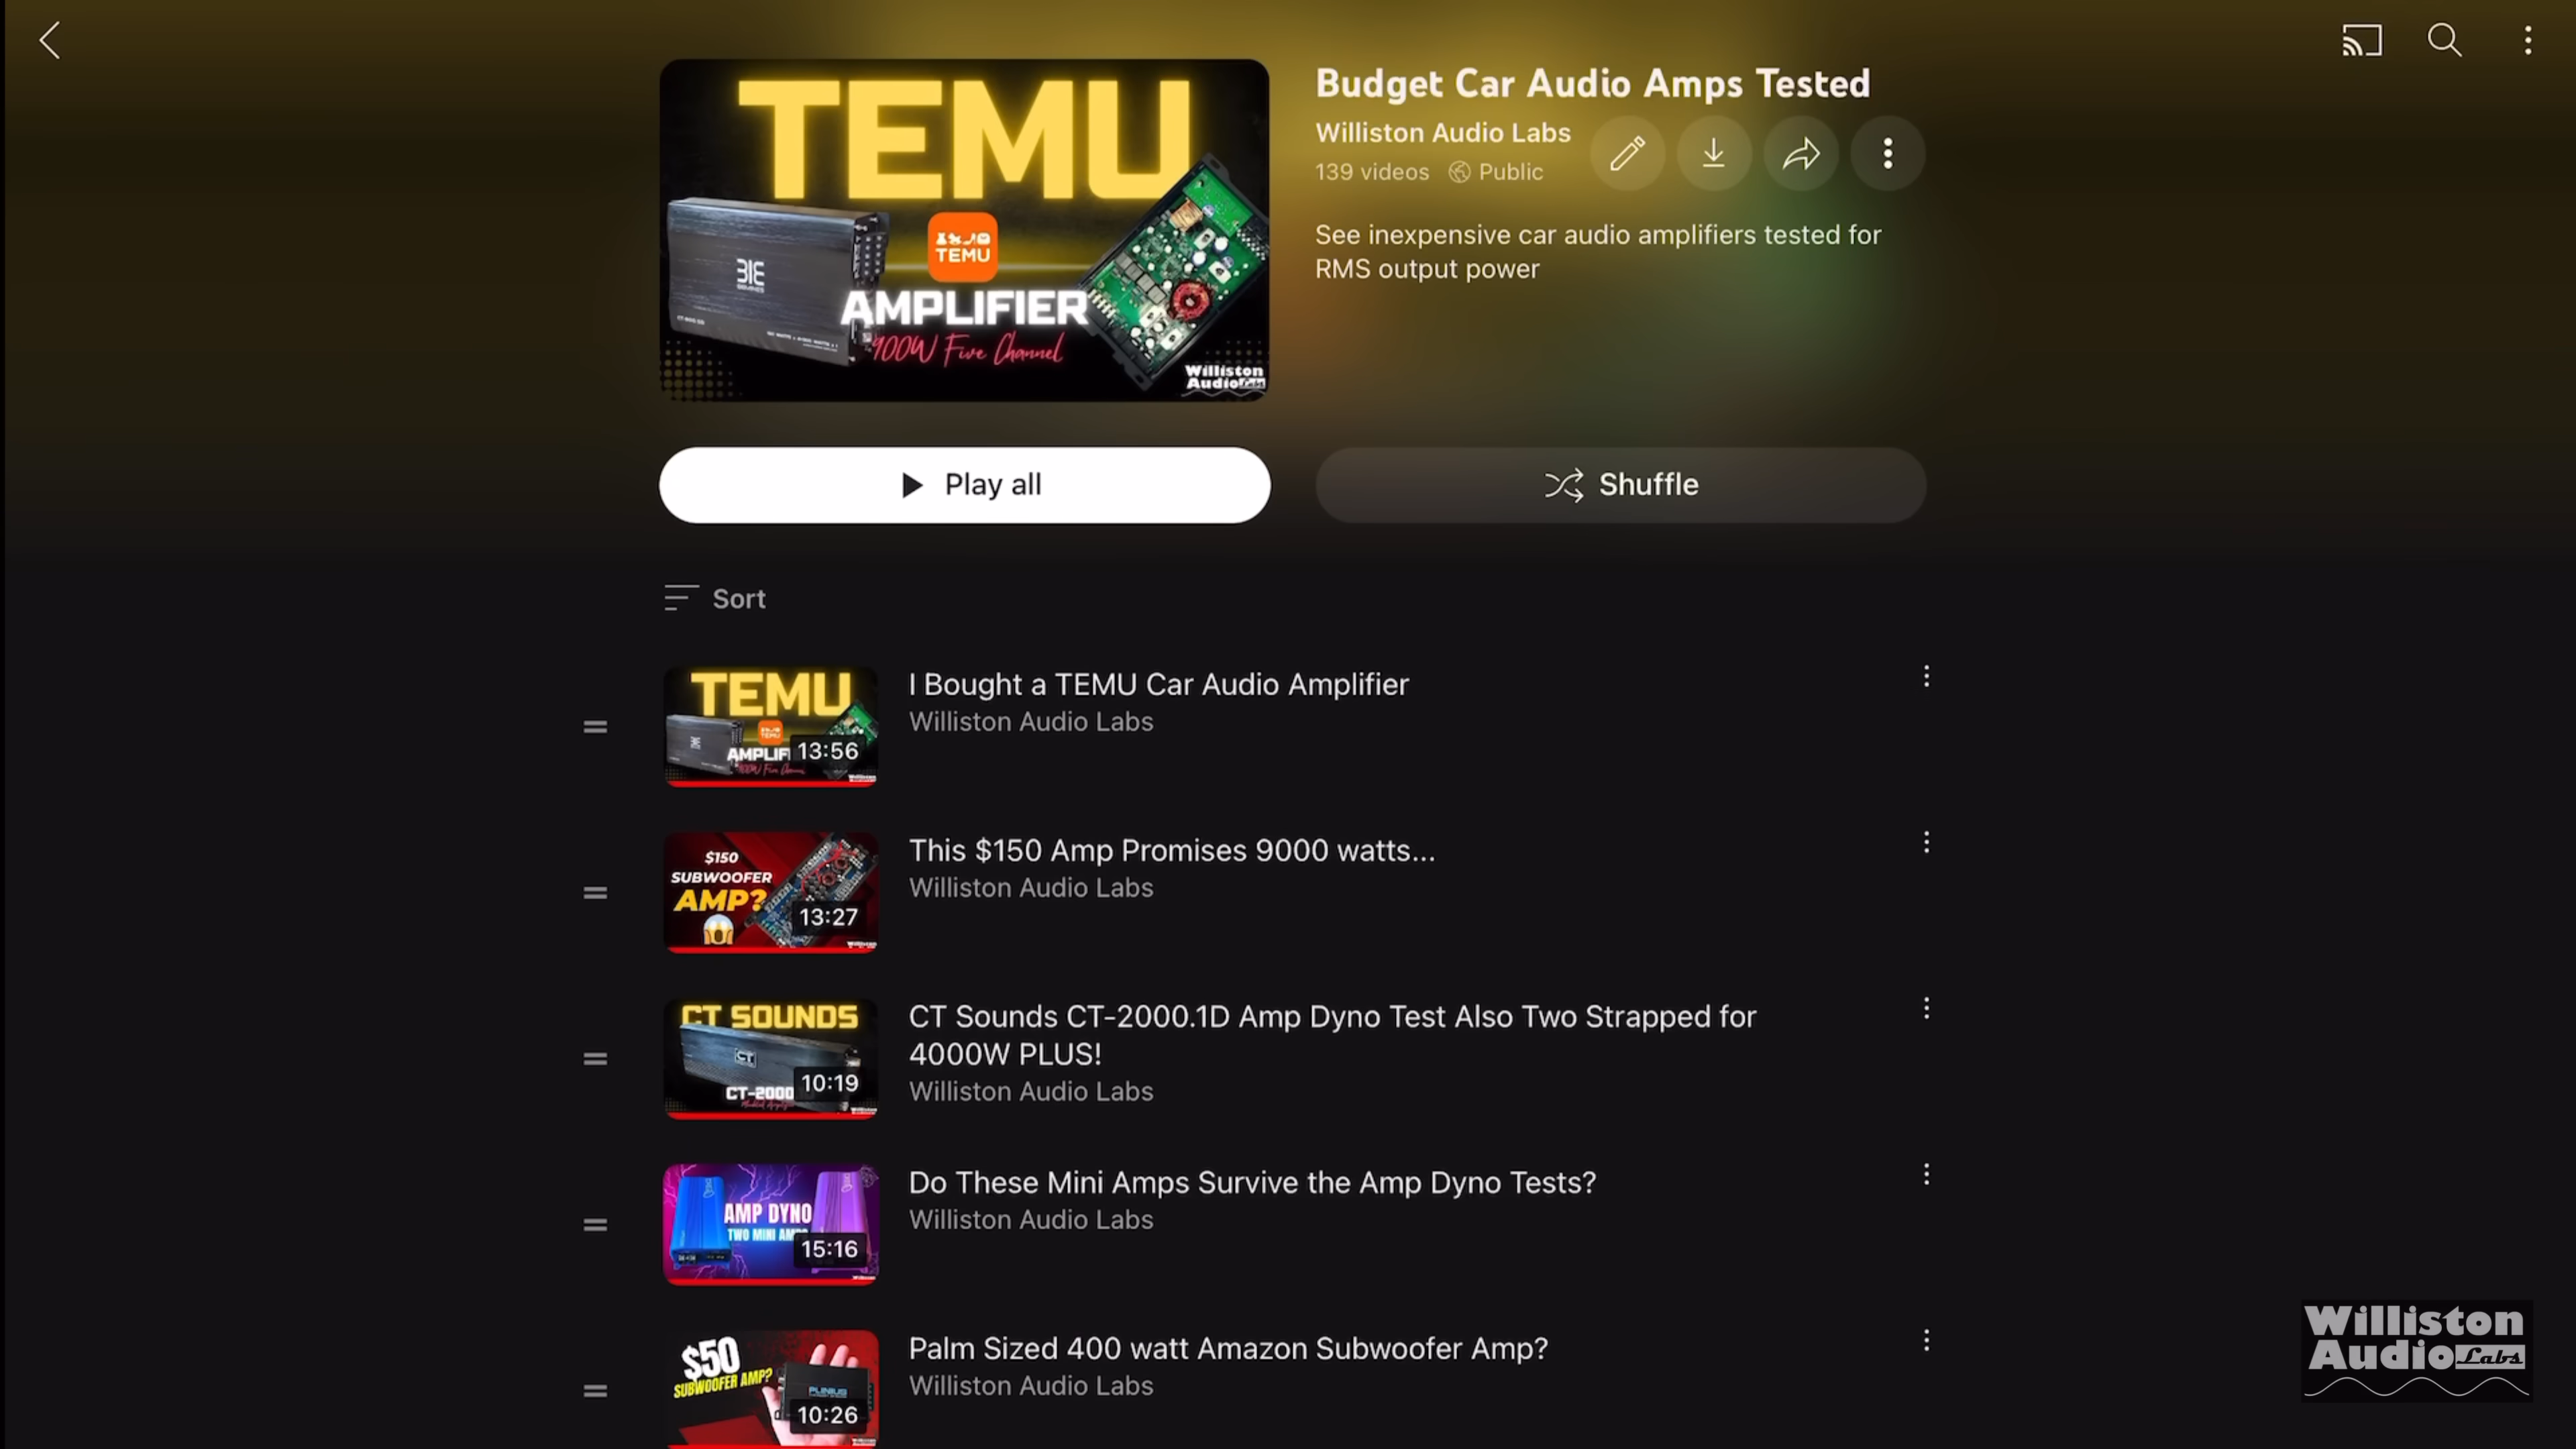 TEMU
TEMU
AMPLIFIER
900W Five Channel
Williston
Audio Labs
Budget Car Audio Amps Tested
Williston Audio Labs
139 videos Public
See inexpensive car audio amplifiers tested for
RMS output power
Play all
Shuffle
Sort
TEMU
TEMU
13:56
I Bought a TEMU Car Audio Amplifier
Williston Audio Labs
$150
SUBWOOFER
AMP?
13:27
This $150 Amp Promises 9000 watts...
Williston Audio Labs
CT SOUNDS
CT
CT-2000
10:19
CT Sounds CT-2000.1D Amp Dyno Test Also Two Strapped for
4000W PLUS!
Williston Audio Labs
AMP DYNO
TWO MINI AMPS
15:16
Do These Mini Amps Survive the Amp Dyno Tests?
Williston Audio Labs
$50
SUBWOOFER AMP?
10:26
Palm Sized 400 watt Amazon Subwoofer Amp?
Williston Audio Labs
Williston
Audio Labs